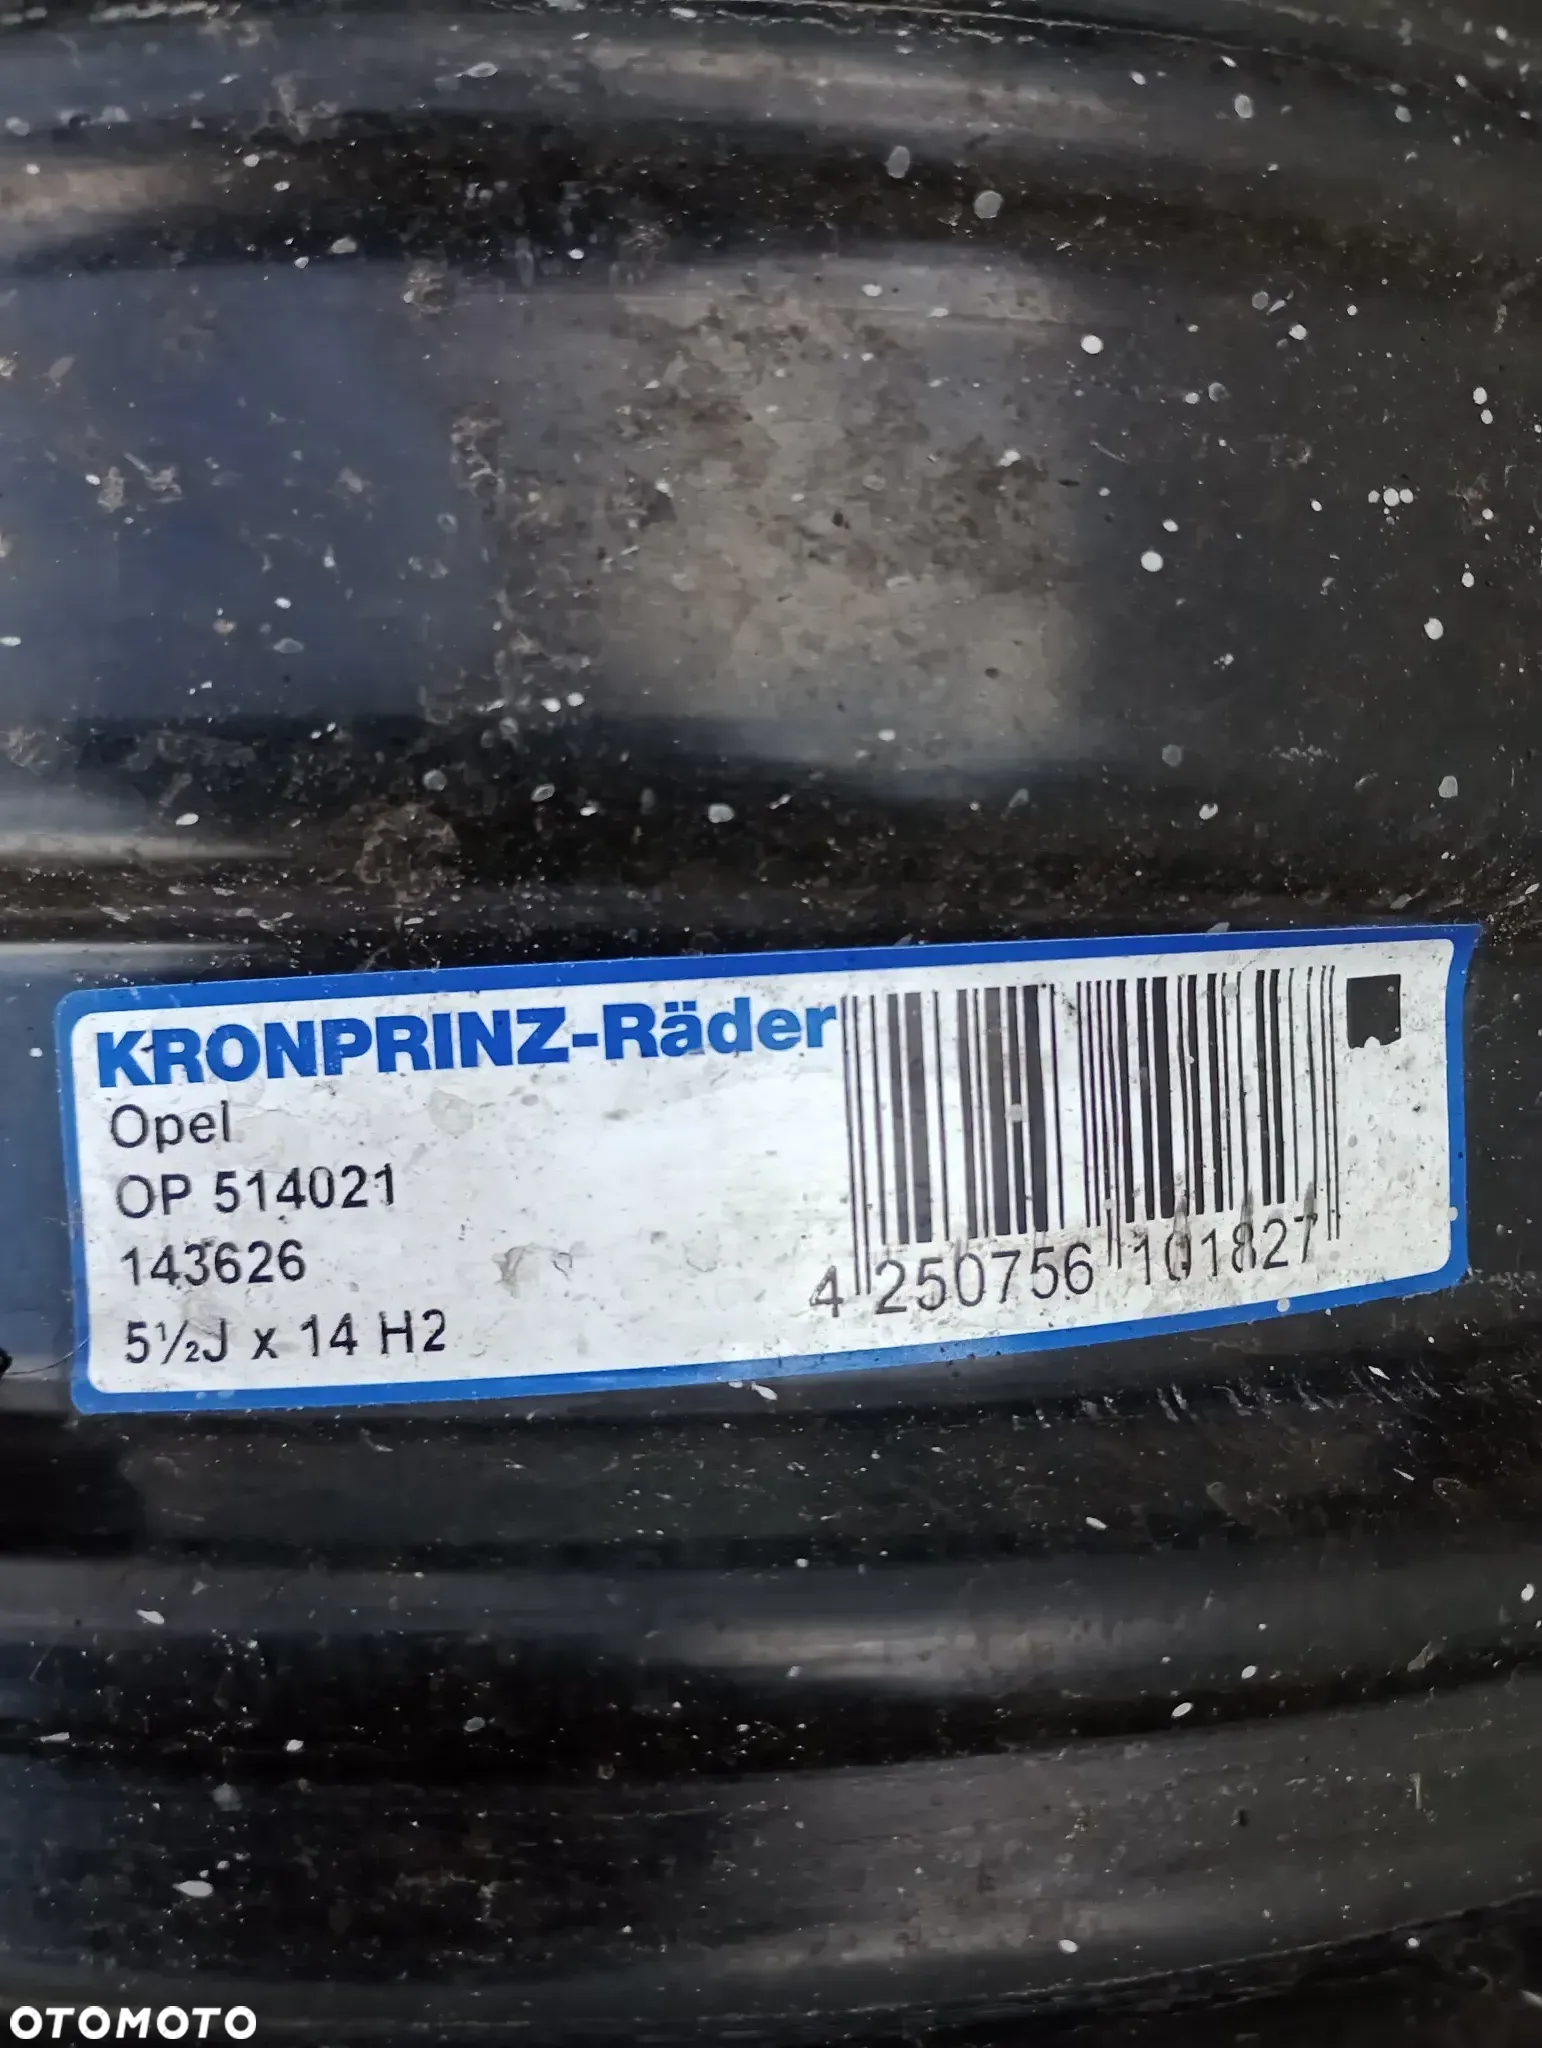 KRONPRINZ-Räder
Opel
OP 514021
143626
5½J x 14 H2
4 250756 101827
OTOMOTO